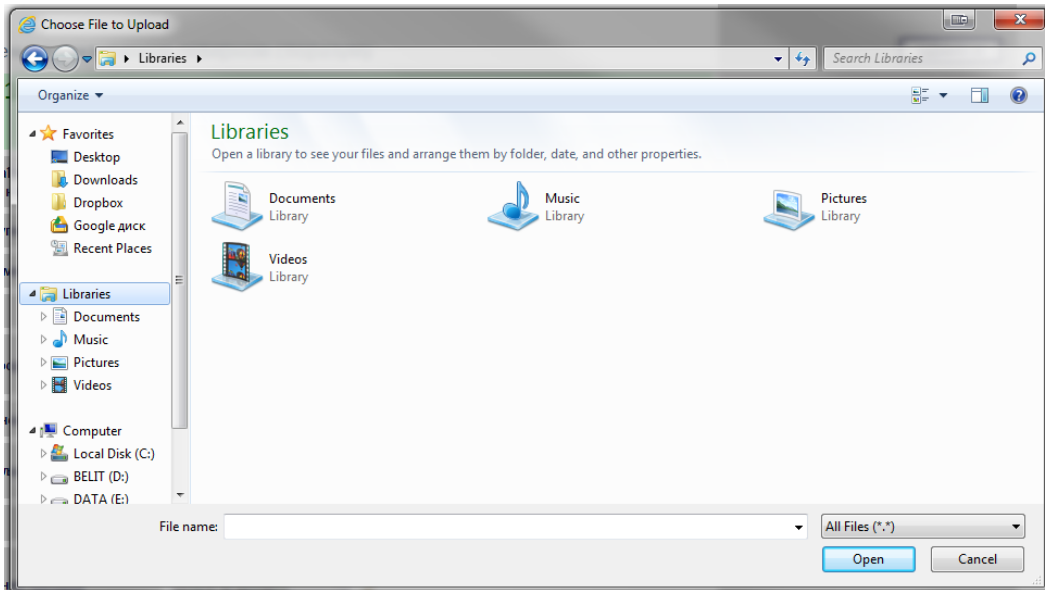 Choose File to Upload
Libraries
Search Libraries
Organize
Favorites
Desktop
Downloads
Dropbox
Google диск
Recent Places
Libraries
Documents
Music
Pictures
Videos
Computer
Local Disk (C:)
BELIT (D:)
DATA (E:)
Libraries
Open a library to see your files and arrange them by folder, date, and other properties.
Documents
Library
Music
Library
Pictures
Library
Videos
Library
File name:
All Files (*.*)
Open
Cancel